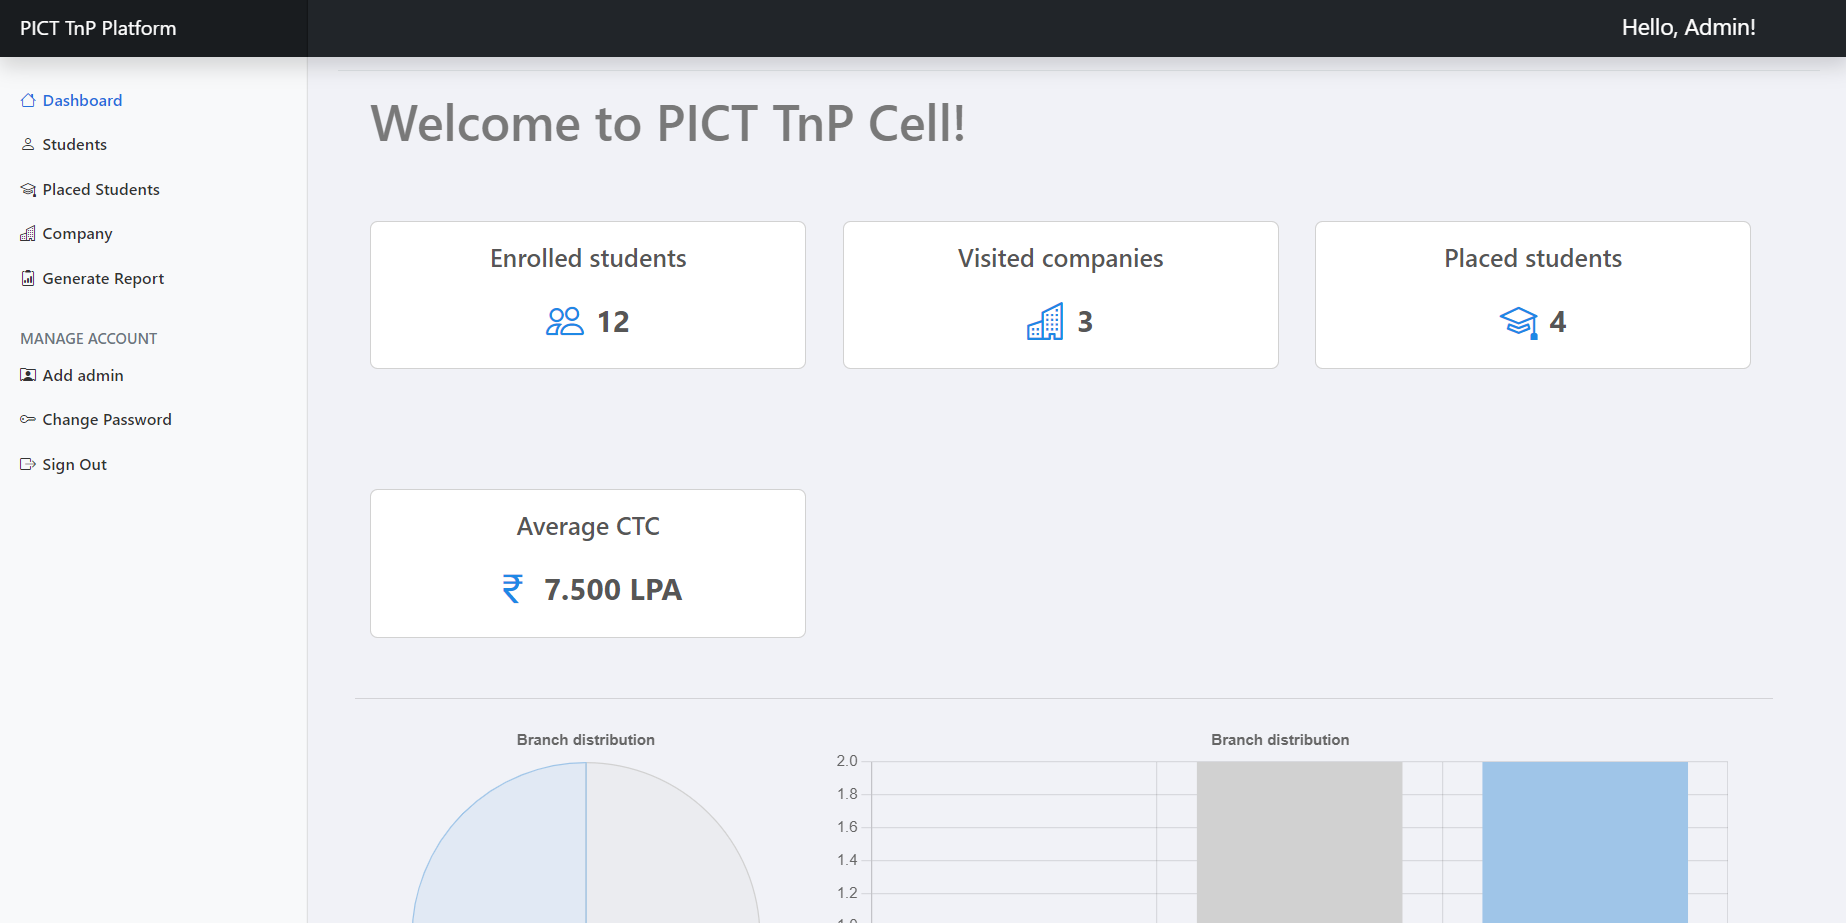 PICT TnP Platform
Hello, Admin!
Dashboard
Students
Placed Students
Company
Generate Report
MANAGE ACCOUNT
Add admin
Change Password
Sign Out
Welcome to PICT TnP Cell!
Enrolled students
12
Visited companies
3
Placed students
4
Average CTC
₹ 7.500 LPA
Branch distribution
Branch distribution
2.0
1.8
1.6
1.4
1.2